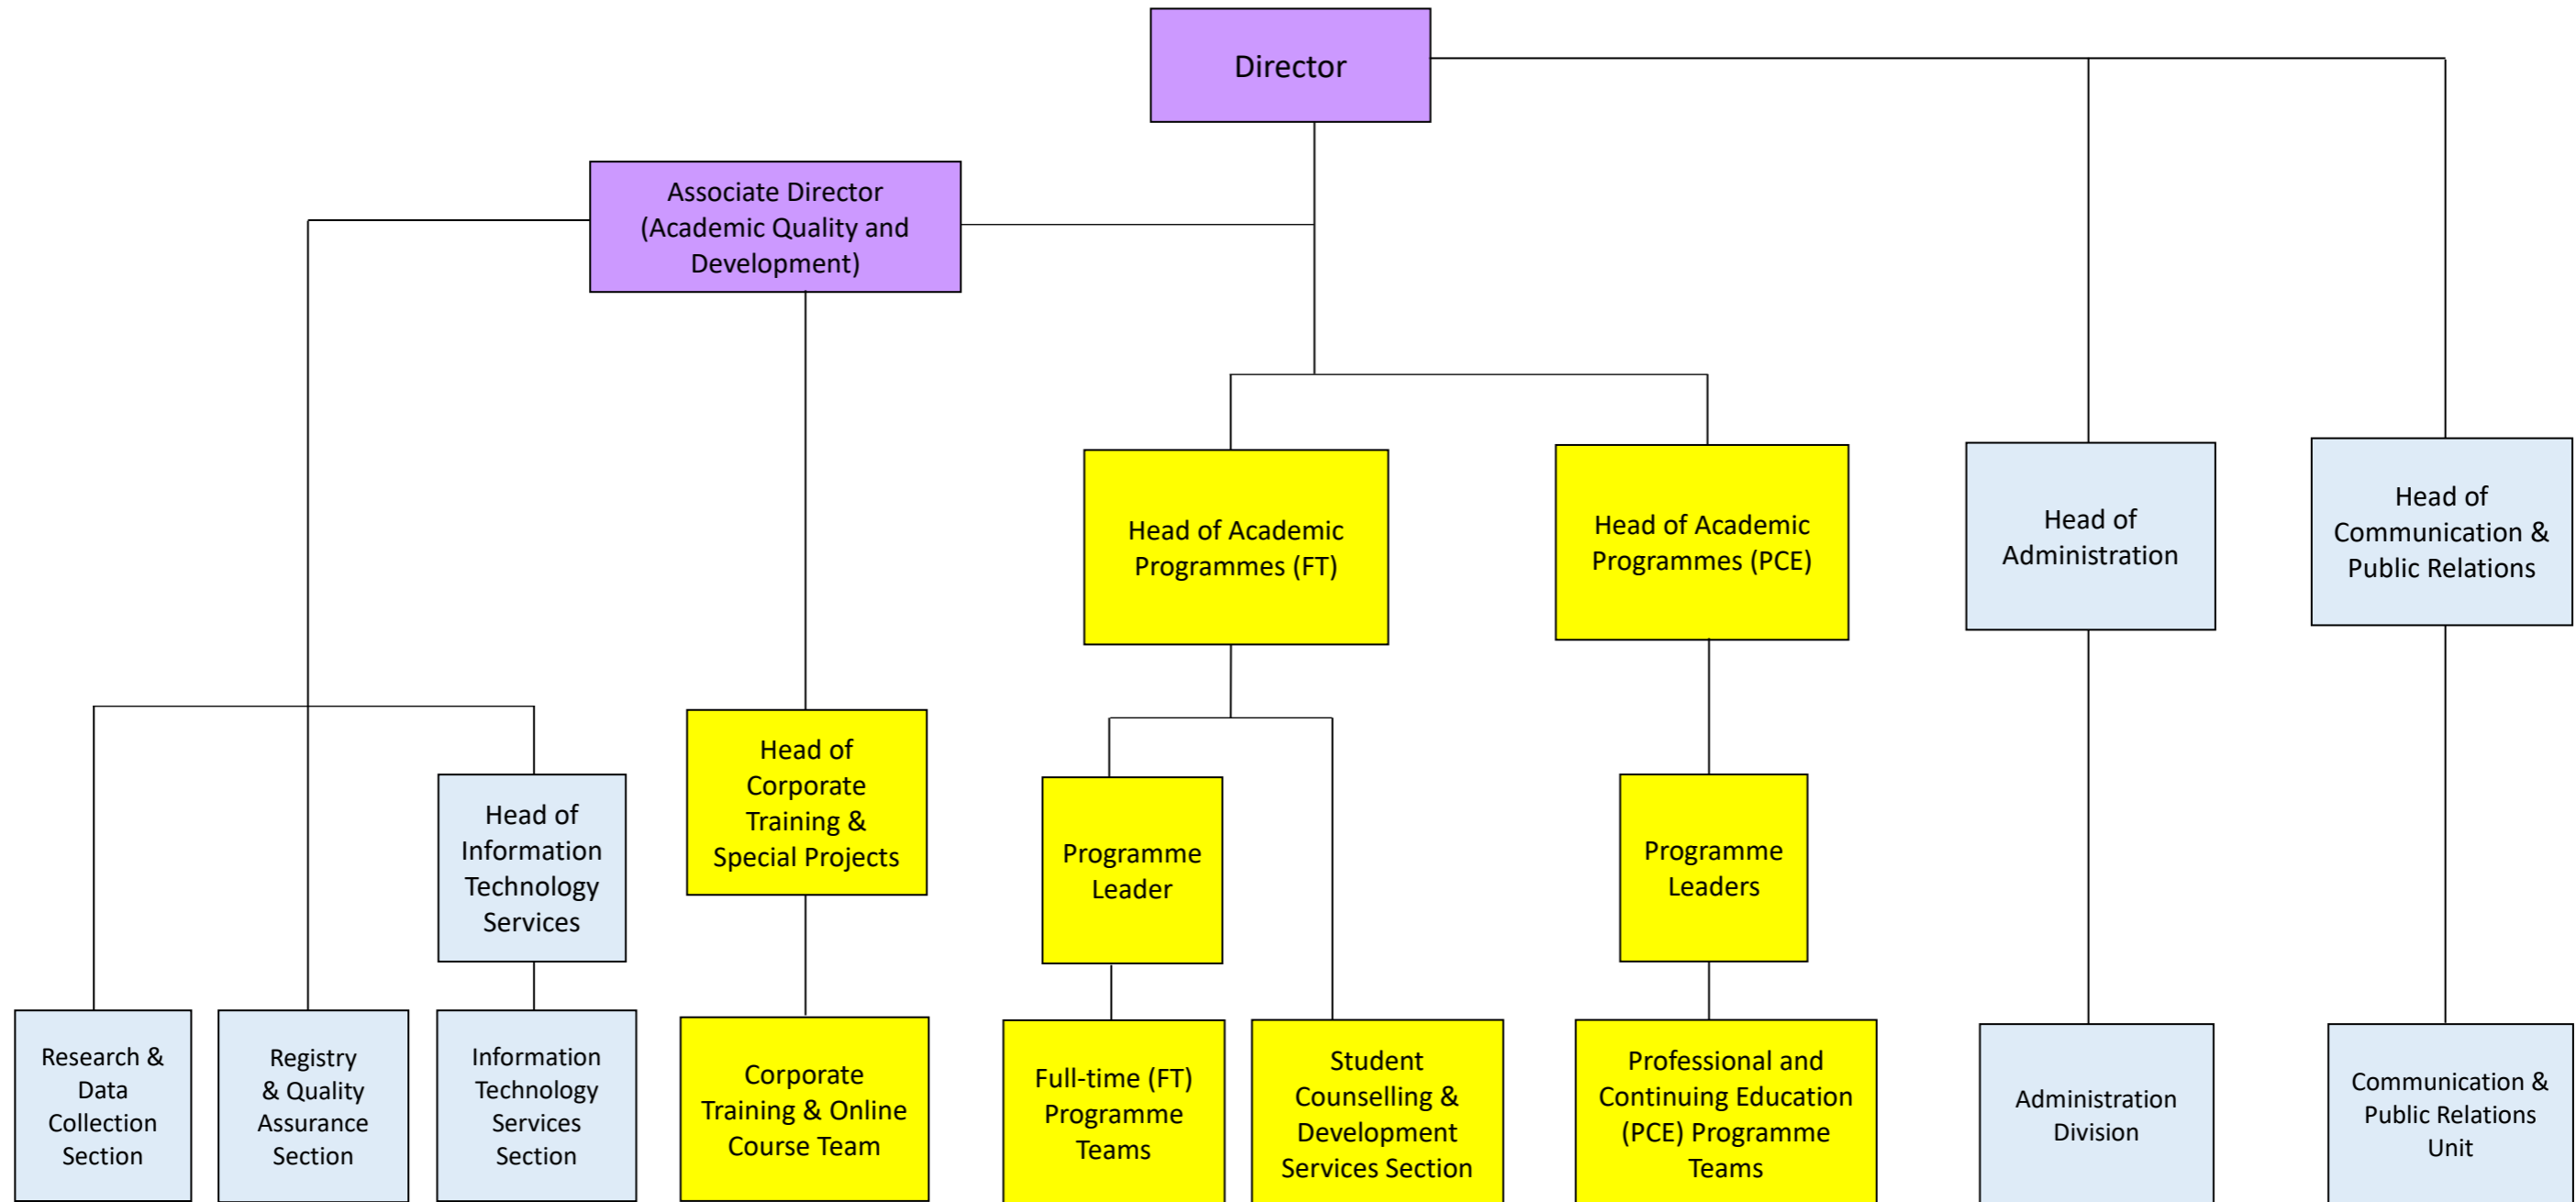 Director
Associate Director
(Academic Quality and
Development)
Head of Academic
Programmes (FT)
Head of Academic
Programmes (PCE)
Head of
Administration
Head of
Communication &
Public Relations
Head of
Information
Technology
Services
Head of
Corporate
Training &
Special Projects
Programme
Leader
Programme
Leaders
Research &
Data
Collection
Section
Registry
& Quality
Assurance
Section
Information
Technology
Services
Section
Corporate
Training & Online
Course Team
Full-time (FT)
Programme
Teams
Student
Counselling &
Development
Services Section
Professional and
Continuing Education
(PCE) Programme
Teams
Administration
Division
Communication &
Public Relations
Unit